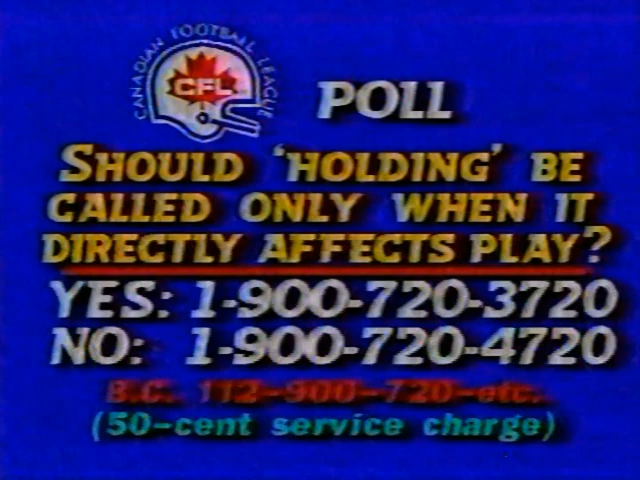 CANADIAN FOOTBALL LEAGUE
CFL
POLL
SHOULD 'HOLDING' BE
CALLED ONLY WHEN IT
DIRECTLY AFFECTS PLAY?
YES: 1-900-720-3720
NO: 1-900-720-4720
B.C. 112-900-720-etc.
(50-cent service charge)